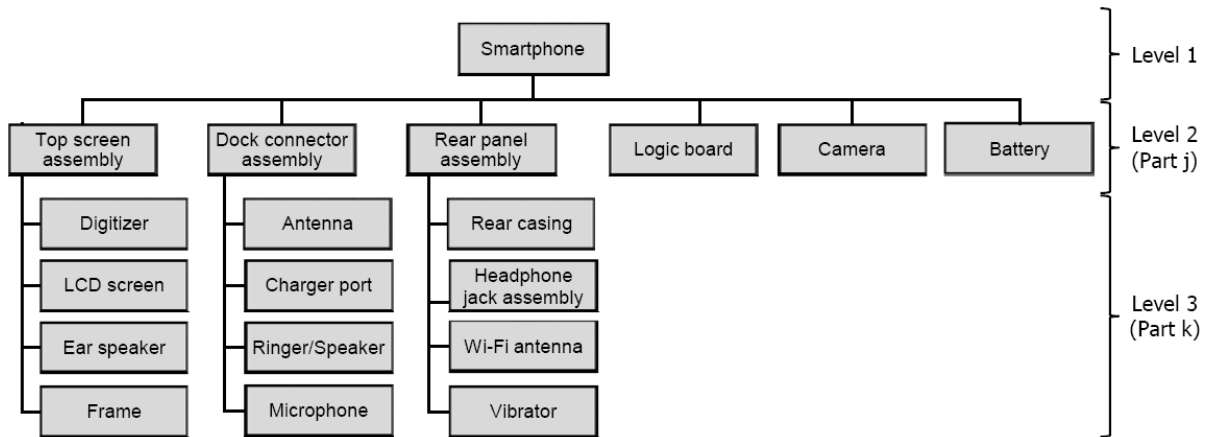 Smartphone
Level 1
Top screen
assembly
Dock connector
assembly
Rear panel
assembly
Logic board
Camera
Battery
Level 2
(Part j)
Digitizer
LCD screen
Ear speaker
Frame
Antenna
Charger port
Ringer/Speaker
Microphone
Rear casing
Headphone
jack assembly
Wi-Fi antenna
Vibrator
Level 3
(Part k)